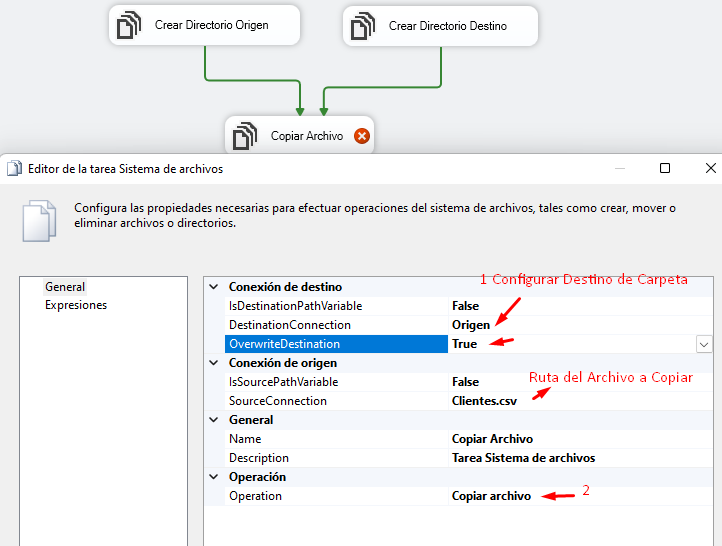 Crear Directorio Origen
Crear Directorio Destino
Copiar Archivo
Editor de la tarea Sistema de archivos
Configura las propiedades necesarias para efectuar operaciones del sistema de archivos, tales como crear, mover o
eliminar archivos o directorios.
General
Expresiones
Conexión de destino
1 Configurar Destino de Carpeta
IsDestinationPathVariable False
DestinationConnection Origen
OverwriteDestination True
Conexión de origen
Ruta del Archivo a Copiar
IsSourcePathVariable False
SourceConnection Clientes.csv
General
Name Copiar Archivo
Description Tarea Sistema de archivos
Operación
Operation Copiar archivo
2